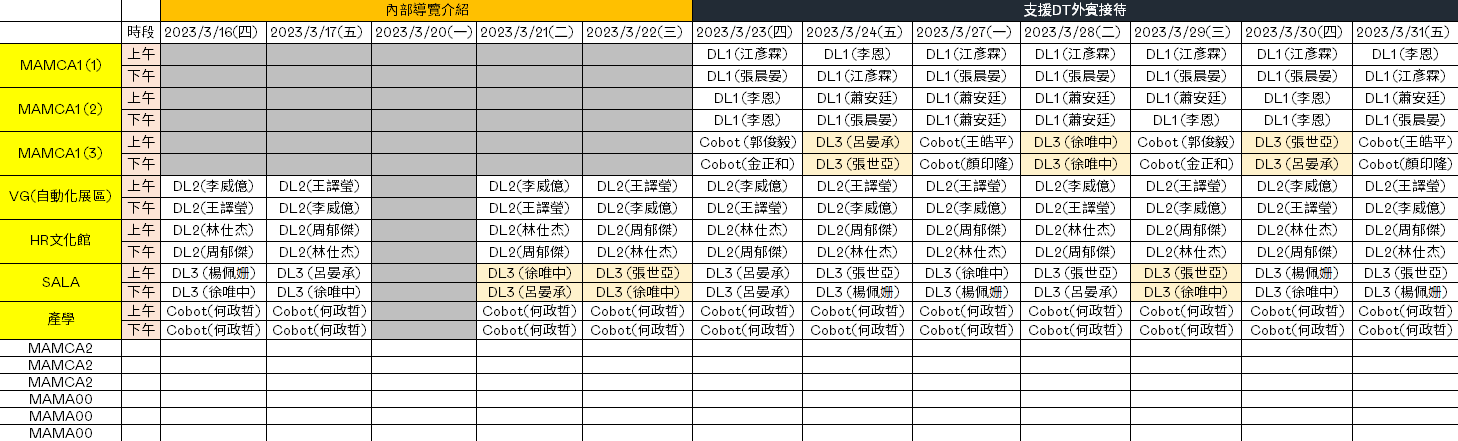 內部導覽介紹 支援DT外賓接待
時段 2023/3/16(四) 2023/3/17(五) 2023/3/20(一) 2023/3/21(二) 2023/3/22(三) 2023/3/23(四) 2023/3/24(五) 2023/3/27(一) 2023/3/28(二) 2023/3/29(三) 2023/3/30(四) 2023/3/31(五)
MAMCA1(1) 上午 DL1(江彥霖) DL1(李恩) DL1(江彥霖) DL1(江彥霖) DL1(江彥霖) DL1(江彥霖) DL1(李恩)
下午 DL1(張晨晏) DL1(江彥霖) DL1(張晨晏) DL1(張晨晏) DL1(張晨晏) DL1(張晨晏) DL1(江彥霖)
MAMCA1(2) 上午 DL1(李恩) DL1(蕭安廷) DL1(蕭安廷) DL1(蕭安廷) DL1(李恩) DL1(李恩) DL1(蕭安廷)
下午 DL1(李恩) DL1(張晨晏) DL1(蕭安廷) DL1(蕭安廷) DL1(李恩) DL1(李恩) DL1(張晨晏)
MAMCA1(3) 上午 Cobot (郭俊毅) DL3 (呂晏承) Cobot(王皓平) DL3 (徐唯中) Cobot (郭俊毅) DL3 (張世亞) Cobot(王皓平)
下午 Cobot(金正和) DL3 (張世亞) Cobot(顏印隆) DL3 (徐唯中) Cobot(金正和) DL3 (呂晏承) Cobot(顏印隆)
VG(自動化展區) 上午 DL2(李威億) DL2(王譯瑩) DL2(李威億) DL2(王譯瑩) DL2(李威億) DL2(王譯瑩) DL2(王譯瑩) DL2(李威億) DL2(王譯瑩) DL2(李威億) DL2(王譯瑩)
下午 DL2(王譯瑩) DL2(李威億) DL2(王譯瑩) DL2(李威億) DL2(王譯瑩) DL2(李威億) DL2(李威億) DL2(王譯瑩) DL2(李威億) DL2(王譯瑩) DL2(李威億)
HR文化館 上午 DL2(林仕杰) DL2(周郁傑) DL2(林仕杰) DL2(周郁傑) DL2(林仕杰) DL2(周郁傑) DL2(周郁傑) DL2(林仕杰) DL2(周郁傑) DL2(林仕杰) DL2(周郁傑)
下午 DL2(周郁傑) DL2(林仕杰) DL2(周郁傑) DL2(林仕杰) DL2(周郁傑) DL2(林仕杰) DL2(林仕杰) DL2(周郁傑) DL2(林仕杰) DL2(周郁傑) DL2(林仕杰)
SALA 上午 DL3 (楊佩姍) DL3 (呂晏承) DL3 (徐唯中) DL3 (張世亞) DL3 (呂晏承) DL3 (張世亞) DL3 (徐唯中) DL3 (張世亞) DL3 (張世亞) DL3 (楊佩姍) DL3 (張世亞)
下午 DL3 (徐唯中) DL3 (徐唯中) DL3 (呂晏承) DL3 (徐唯中) DL3 (呂晏承) DL3 (楊佩姍) DL3 (楊佩姍) DL3 (呂晏承) DL3 (徐唯中) DL3 (徐唯中) DL3 (楊佩姍)
產學 上午 Cobot(何政哲) Cobot(何政哲) Cobot(何政哲) Cobot(何政哲) Cobot(何政哲) Cobot(何政哲) Cobot(何政哲) Cobot(何政哲) Cobot(何政哲) Cobot(何政哲) Cobot(何政哲)
下午 Cobot(何政哲) Cobot(何政哲) Cobot(何政哲) Cobot(何政哲) Cobot(何政哲) Cobot(何政哲) Cobot(何政哲) Cobot(何政哲) Cobot(何政哲) Cobot(何政哲) Cobot(何政哲)
MAMCA2
MAMCA2
MAMCA2
MAMA00
MAMA00
MAMA00